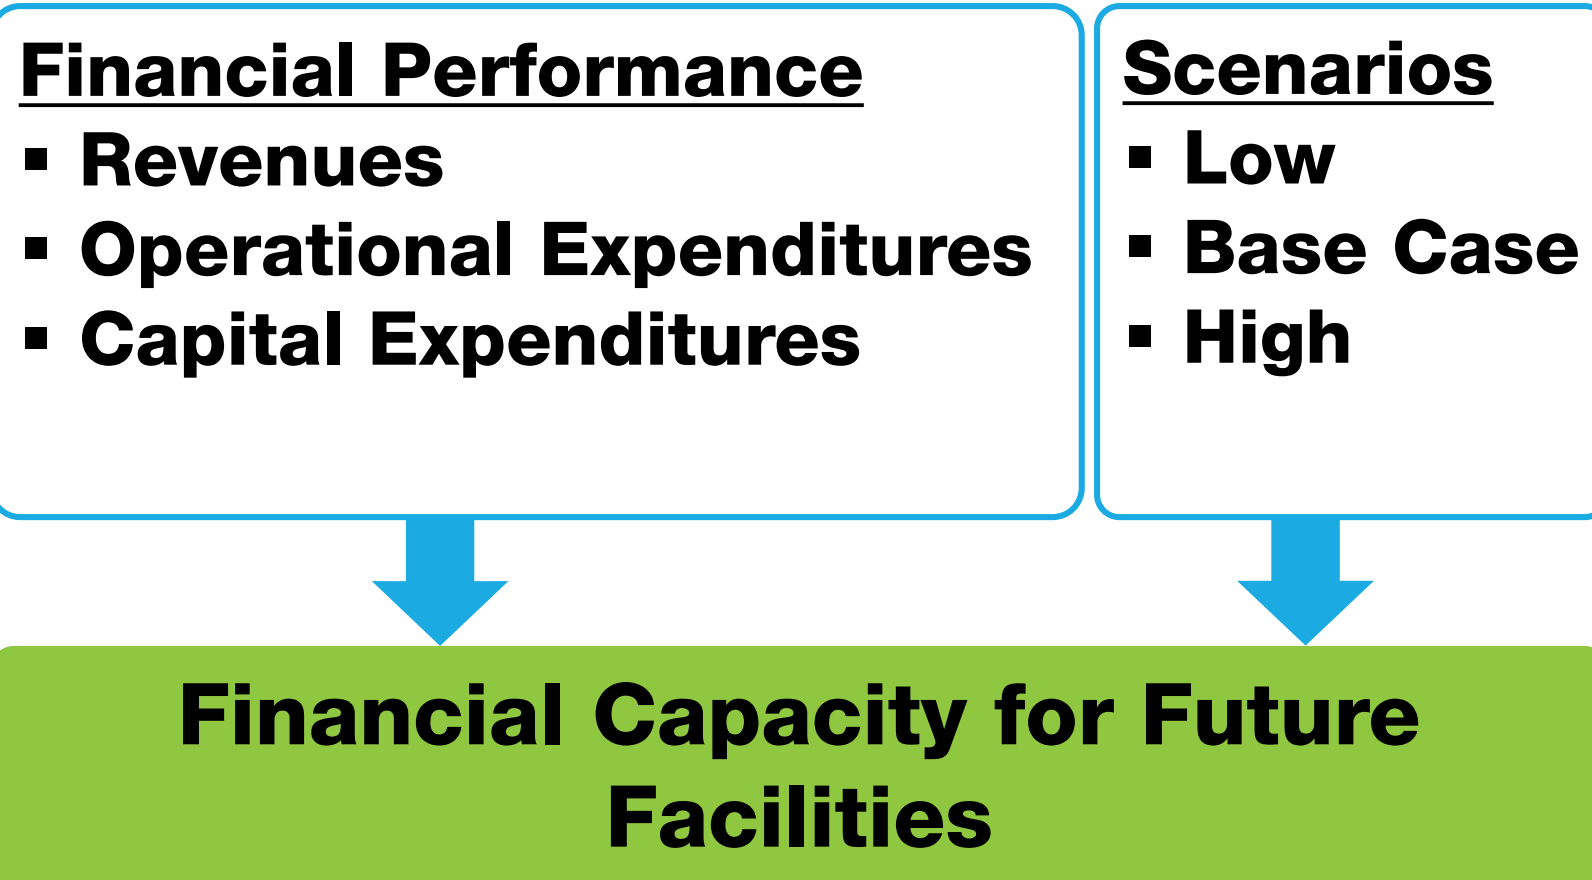 Financial Performance
▪ Revenues
▪ Operational Expenditures
▪ Capital Expenditures
Scenarios
▪ Low
▪ Base Case
▪ High
Financial Capacity for Future
Facilities